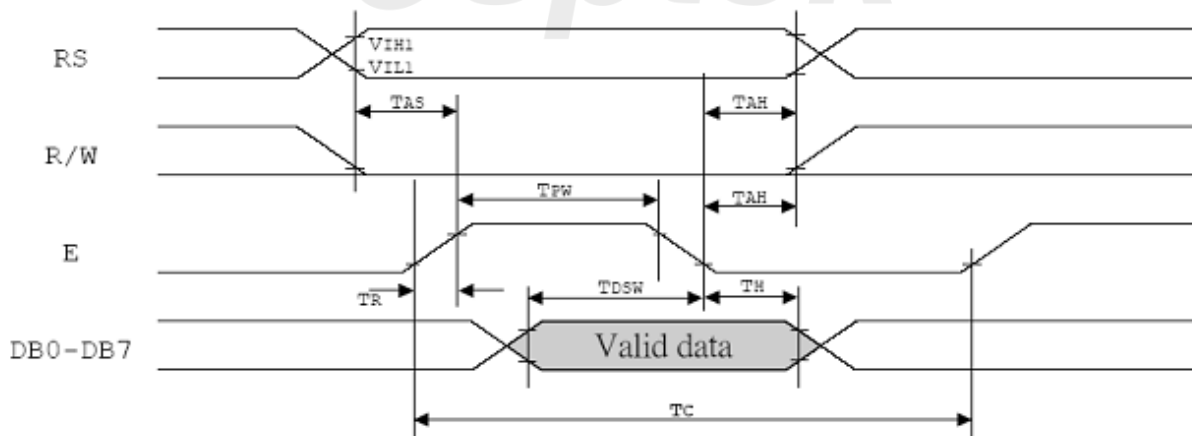 RS
VIH1
VIL1
TAS
TAH
R/W
TPW
TAH
E
TR
TDSW
TH
DB0-DB7
Valid data
TC